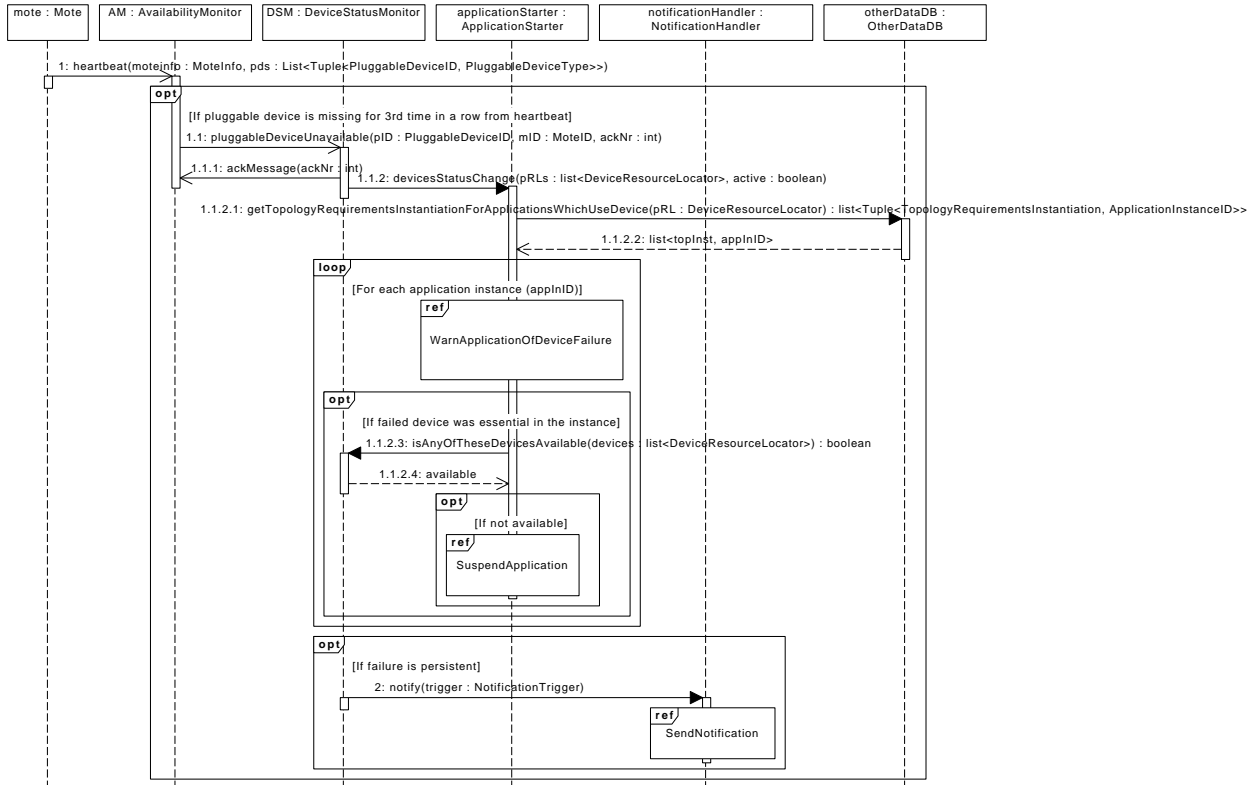 mote : Mote
AM : AvailabilityMonitor
DSM : DeviceStatusMonitor
applicationStarter :
ApplicationStarter
notificationHandler :
NotificationHandler
otherDataDB :
OtherDataDB
1: heartbeat(moteinfo : MoteInfo, pds : List<Tuple<PluggableDeviceID, PluggableDeviceType>>)
opt
[If pluggable device is missing for 3rd time in a row from heartbeat]
1.1: pluggableDeviceUnavailable(pID : PluggableDeviceID, mID : MoteID, ackNr : int)
1.1.1: ackMessage(ackNr : int)
1.1.2: devicesStatusChange(pRLs : list<DeviceResourceLocator>, active : boolean)
1.1.2.1: getTopologyRequirementsInstantiationForApplicationsWhichUseDevice(pRL : DeviceResourceLocator) : list<Tuple<TopologyRequirementsInstantiation, ApplicationInstanceID>>
1.1.2.2: list<topInst, appInID>
loop
[For each application instance (appInID)]
ref
WarnApplicationOfDeviceFailure
opt
[If failed device was essential in the instance]
1.1.2.3: isAnyOfTheseDevicesAvailable(devices : list<DeviceResourceLocator>) : boolean
1.1.2.4: available
opt
[If not available]
ref
SuspendApplication
opt
[If failure is persistent]
2: notify(trigger : NotificationTrigger)
ref
SendNotification